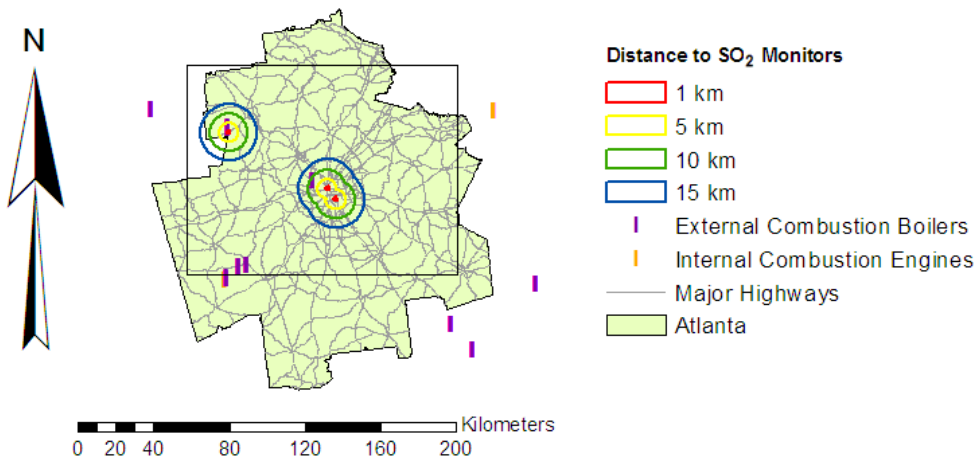 N
Distance to SO₂ Monitors
1 km
5 km
10 km
15 km
External Combustion Boilers
Internal Combustion Engines
Major Highways
Atlanta
Kilometers
0 20 40 80 120 160 200